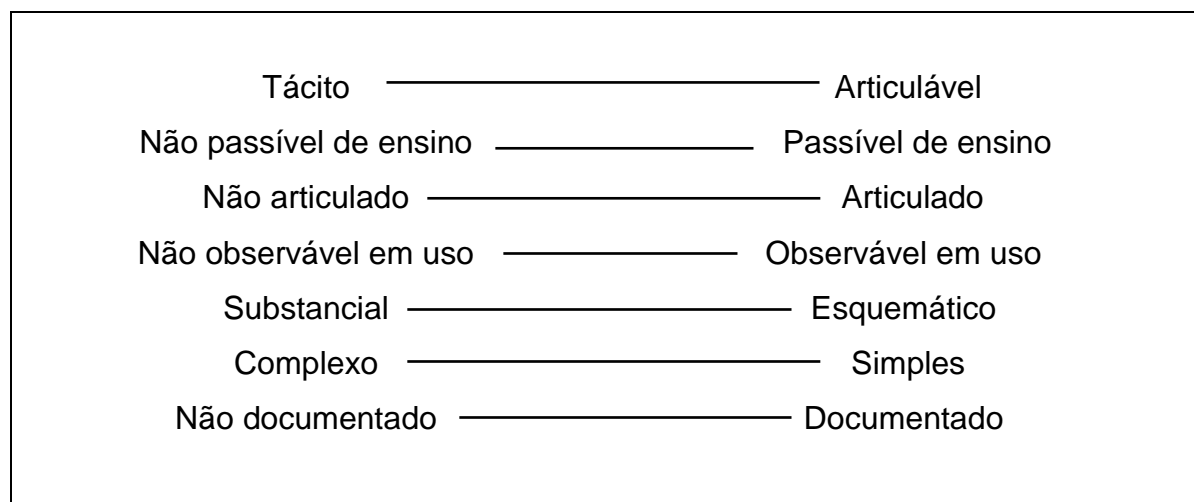 Tácito Articulável
Não passível de ensino Passível de ensino
Não articulado Articulado
Não observável em uso Observável em uso
Substancial Esquemático
Complexo Simples
Não documentado Documentado